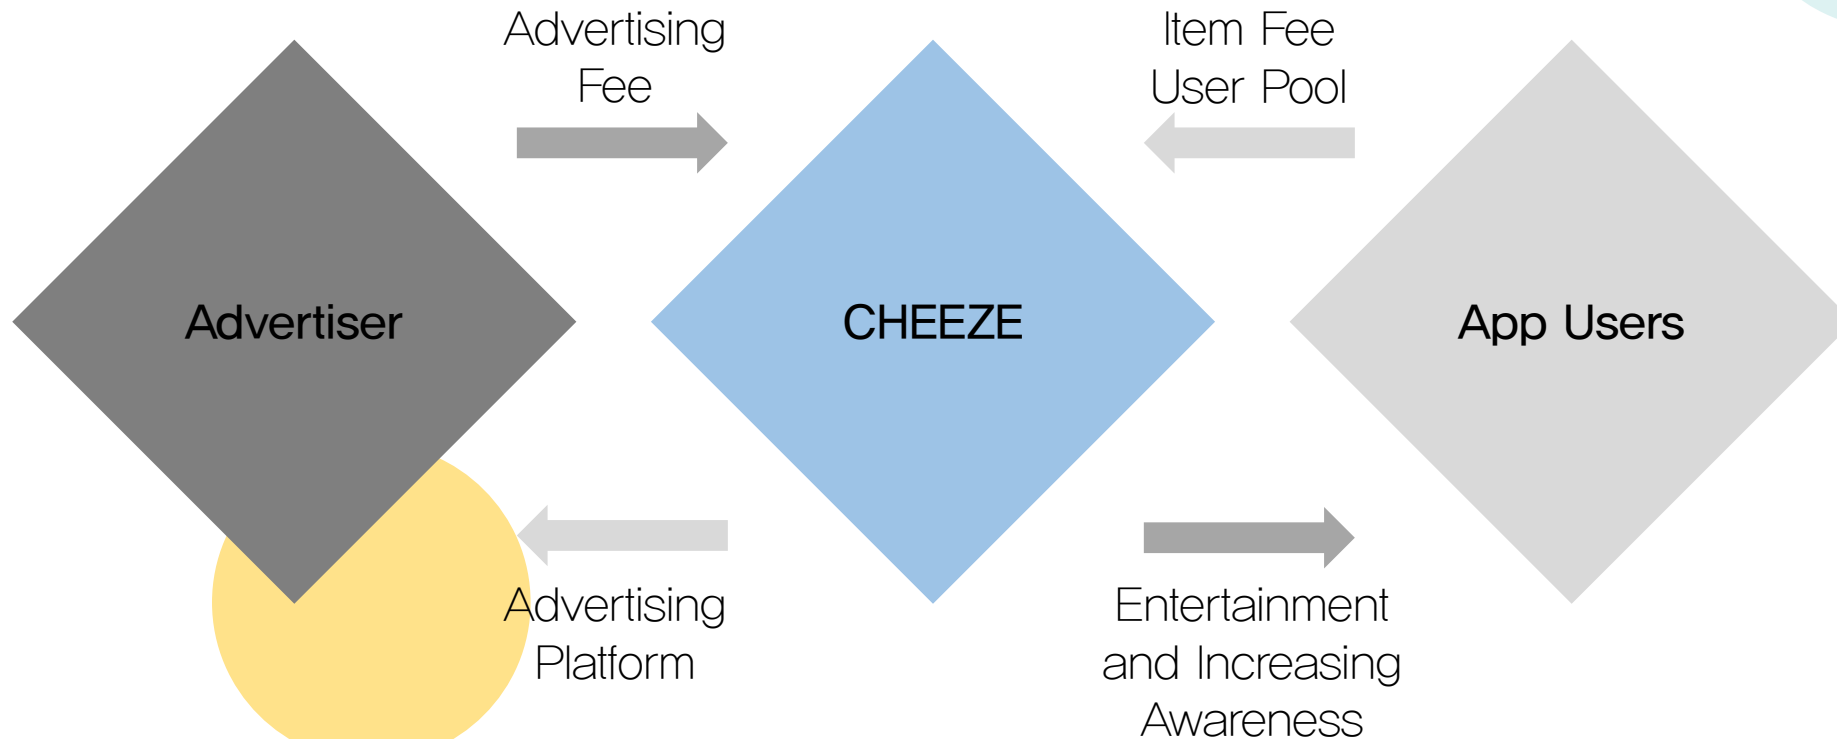 Advertising
Fee
Item Fee
User Pool
Advertiser
CHEEZE
App Users
Advertising
Platform
Entertainment
and Increasing
Awareness